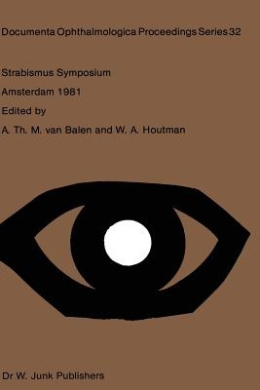 Documenta Ophthalmologica Proceedings Series 32
Strabismus Symposium
Amsterdam 1981
Edited by
A. Th. M. van Balen and W. A. Houtman
Dr W. Junk Publishers